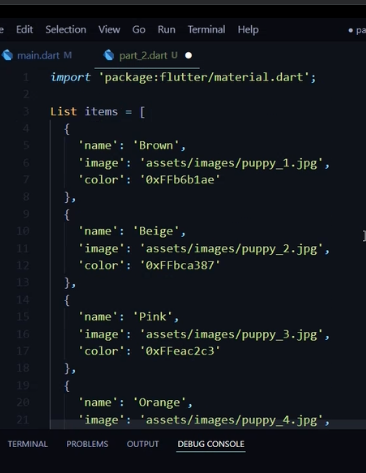 e Edit Selection View Go Run Terminal Help ● pa
main.dart M part_2.dart U ●
1 import 'package:flutter/material.dart';
2
3 List items = [
4 {
5 'name': 'Brown',
6 'image': 'assets/images/puppy_1.jpg',
7 'color': '0xFFb6b1ae'
8 },
9 {
10 'name': 'Beige',
11 'image': 'assets/images/puppy_2.jpg',
12 'color': '0xFFbca387'
13 },
14 {
15 'name': 'Pink',
16 'image': 'assets/images/puppy_3.jpg',
17 'color': '0xFFeac2c3'
18 },
19 {
20 'name': 'Orange',
21 'image': 'assets/images/puppy_4.jpg',
TERMINAL PROBLEMS OUTPUT DEBUG CONSOLE